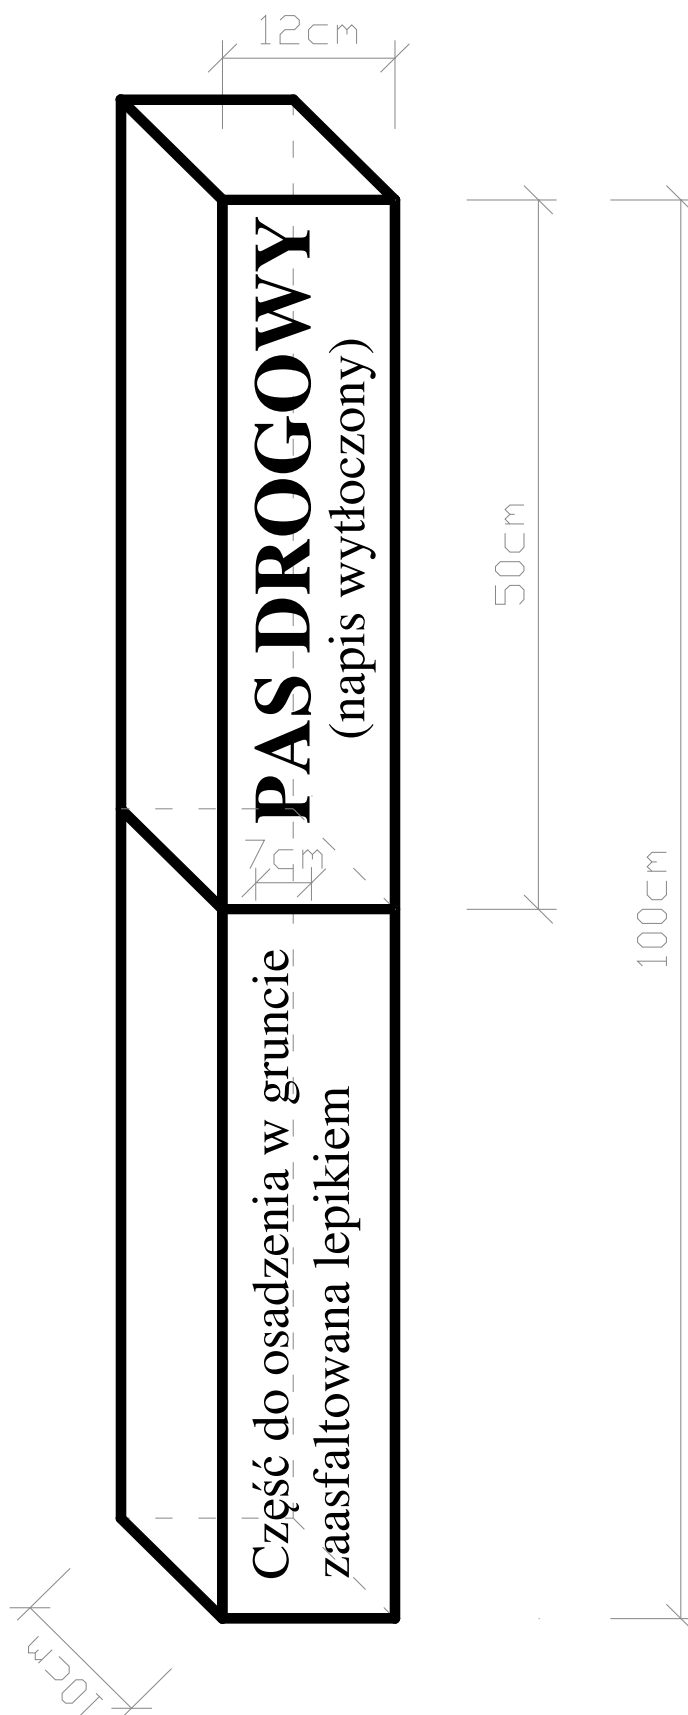 12cm
PAS DROGOWY
(napis wytłoczony)
50cm
100cm
7cm
Część do osadzenia w gruncie
zaasfaltowana lepikiem
10cm